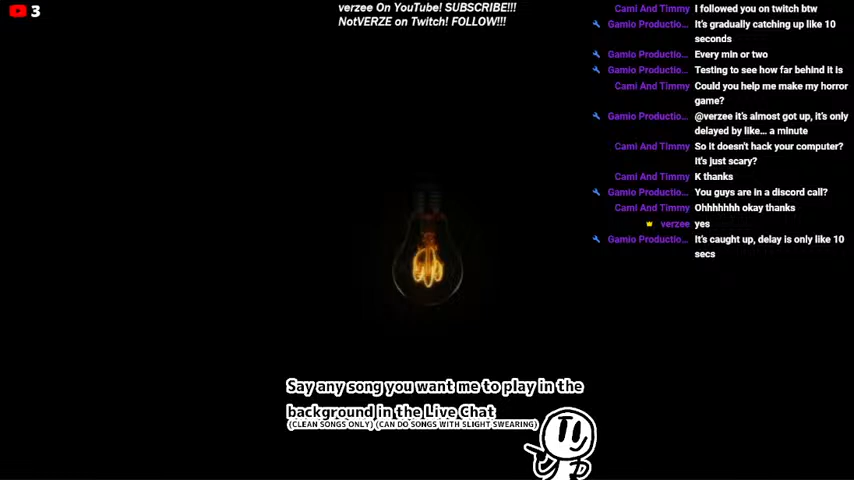 3
verzee On YouTube! SUBSCRIBE!!!
NotVERZE on Twitch! FOLLOW!!!
Cami And Timmy I followed you on twitch btw
Gamio Productio... It's gradually catching up like 10
seconds
Gamio Productio... Every min or two
Gamio Productio... Testing to see how far behind it is
Cami And Timmy Could you help me make my horror
game?
Gamio Productio... @verzee it's almost got up, it's only
delayed by like... a minute
Cami And Timmy So it doesn't hack your computer?
It's just scary?
Cami And Timmy K thanks
Gamio Productio... You guys are in a discord call?
Cami And Timmy Ohhhhhhh okay thanks
verzee yes
Gamio Productio... It's caught up, delay is only like 10
secs
Say any song you want me to play in the
background in the Live Chat
(CLEAN SONGS ONLY) (CAN DO SONGS WITH SLIGHT SWEARING)